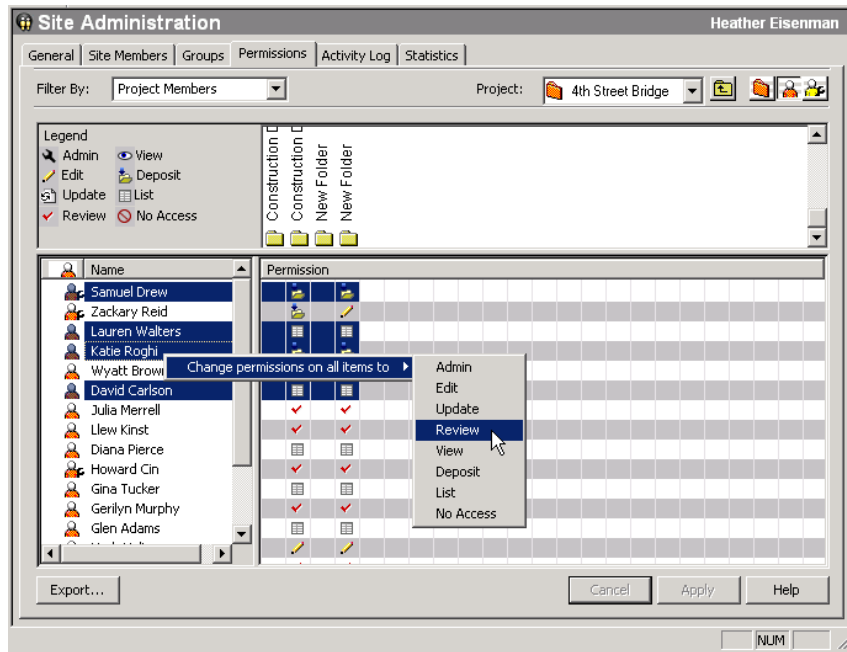 Site Administration
Heather Eisenman
General
Site Members
Groups
Permissions
Activity Log
Statistics
Filter By:
Project Members
Project:
4th Street Bridge
Legend
Admin
View
Edit
Deposit
Update
List
Review
No Access
Construction
Construction
New Folder
New Folder
Name
Permission
Samuel Drew
Zackary Reid
Lauren Walters
Katie Roghi
Wyatt
David Carlson
Julia Merrell
Llew Kinst
Diana Pierce
Howard Cin
Gina Tucker
Gerilyn Murphy
Glen Adams
Change permissions on all items to
Admin
Edit
Update
Review
View
Deposit
List
No Access
Export...
Cancel
Apply
Help
NUM